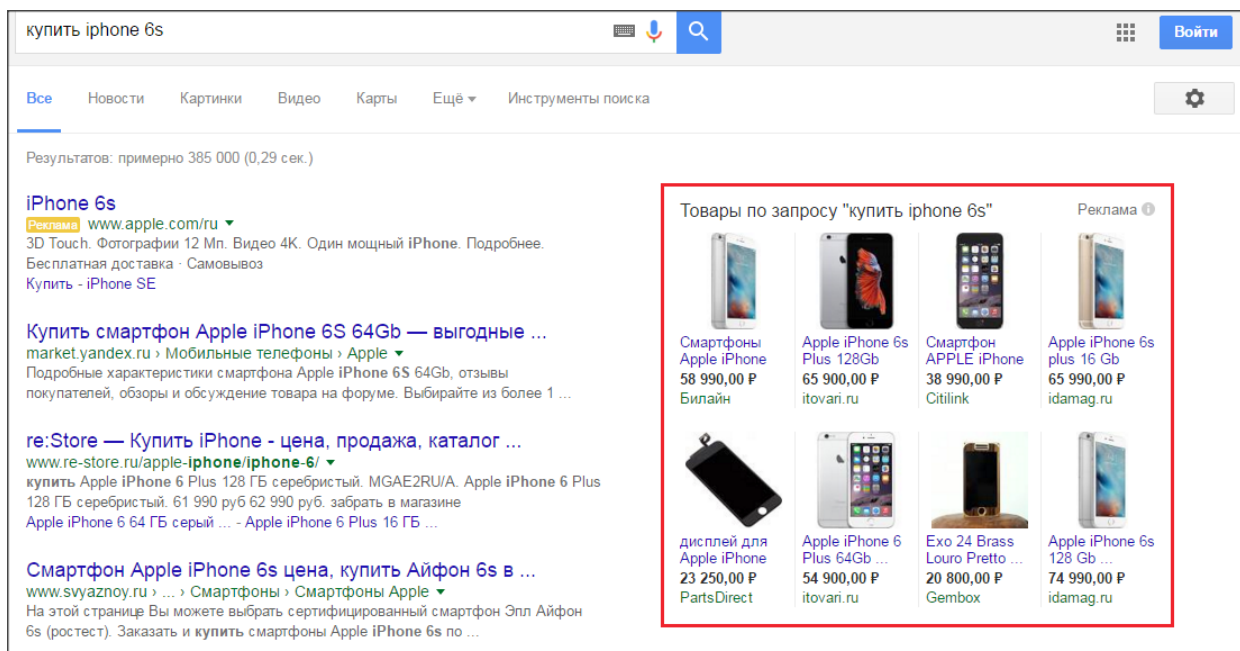 купить iphone 6s
Войти
Все Новости Картинки Видео Карты Ещё Инструменты поиска
Результатов: примерно 385 000 (0,29 сек.)
iPhone 6s
Реклама www.apple.com/ru
3D Touch. Фотографии 12 Мп. Видео 4K. Один мощный iPhone. Подробнее.
Бесплатная доставка · Самовывоз
Купить - iPhone SE
Купить смартфон Apple iPhone 6S 64Gb — выгодные ...
market.yandex.ru › Мобильные телефоны › Apple
Подробные характеристики смартфона Apple iPhone 6S 64Gb, отзывы
покупателей, обзоры и обсуждение товара на форуме. Выбирайте из более 1 ...
re:Store — Купить iPhone - цена, продажа, каталог ...
www.re-store.ru/apple-iphone/iphone-6/
купить Apple iPhone 6 Plus 128 ГБ серебристый. MGAE2RU/A. Apple iPhone 6 Plus
128 ГБ серебристый. 61 990 руб 62 990 руб. забрать в магазине
Apple iPhone 6 64 ГБ серый ... - Apple iPhone 6 Plus 16 ГБ ...
Смартфон Apple iPhone 6s цена, купить Айфон 6s в ...
www.svyaznoy.ru › ... › Смартфоны › Смартфоны Apple
На этой странице Вы можете выбрать сертифицированный смартфон Эпл Айфон
6s (ростест). Заказать и купить смартфоны Apple iPhone 6s по ...
Товары по запросу "купить iphone 6s" Реклама
Смартфоны
Apple iPhone
58 990,00 ₽
Билайн
Apple iPhone 6s
Plus 128Gb
65 900,00 ₽
itovari.ru
Смартфон
APPLE iPhone
38 990,00 ₽
Citilink
Apple iPhone 6s
plus 16 Gb
65 990,00 ₽
idamag.ru
дисплей для
Apple iPhone
23 250,00 ₽
PartsDirect
Apple iPhone 6
Plus 64Gb ...
54 900,00 ₽
itovari.ru
Exo 24 Brass
Louro Pretto ...
20 800,00 ₽
Gembox
Apple iPhone 6s
128 Gb ...
74 990,00 ₽
idamag.ru